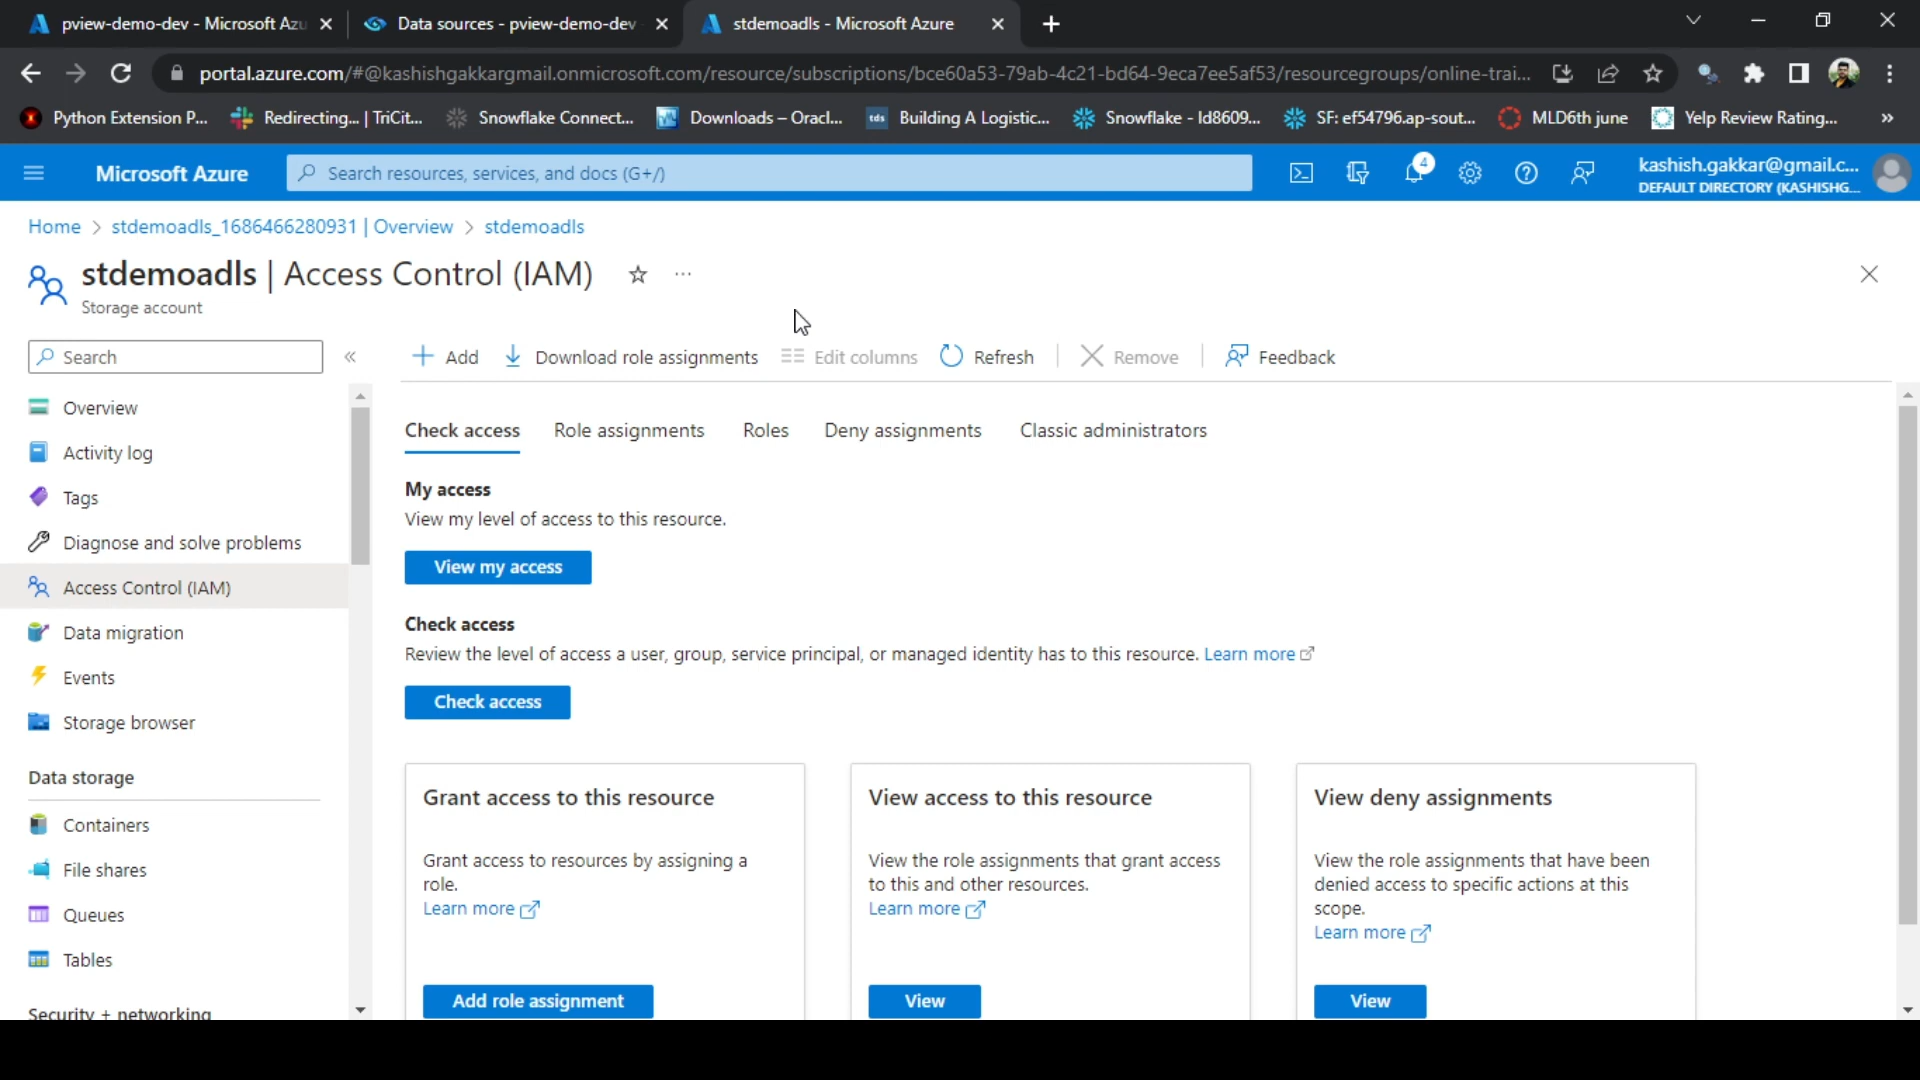 pview-demo-dev - Microsoft Azu
Data sources - pview-demo-dev
stdemoadls - Microsoft Azure
portal.azure.com/#@kashishgakkargmail.onmicrosoft.com/resource/subscriptions/bce60a53-79ab-4c21-bd64-9eca7ee5af53/resourcegroups/online-trai...
Python Extension P...
Redirecting... | TriCit...
Snowflake Connect...
Downloads – Oracl...
tds
Building A Logistic...
Snowflake - Id8609...
SF: ef54796.ap-sout...
MLD6th june
Yelp Review Rating...
»
Microsoft Azure
Search resources, services, and docs (G+/)
4
kashish.gakkar@gmail.c...
DEFAULT DIRECTORY (KASHISHG...
Home > stdemoadls_1686466280931 | Overview > stdemoadls
stdemoadls | Access Control (IAM)
Storage account
Search
«
Add
Download role assignments
Edit columns
Refresh
Remove
Feedback
Overview
Activity log
Tags
Diagnose and solve problems
Access Control (IAM)
Data migration
Events
Storage browser
Data storage
Containers
File shares
Queues
Tables
Security + networking
Check access
Role assignments
Roles
Deny assignments
Classic administrators
My access
View my level of access to this resource.
View my access
Check access
Review the level of access a user, group, service principal, or managed identity has to this resource. Learn more
Check access
Grant access to this resource
Grant access to resources by assigning a
role.
Learn more
Add role assignment
View access to this resource
View the role assignments that grant access
to this and other resources.
Learn more
View
View deny assignments
View the role assignments that have been
denied access to specific actions at this
scope.
Learn more
View